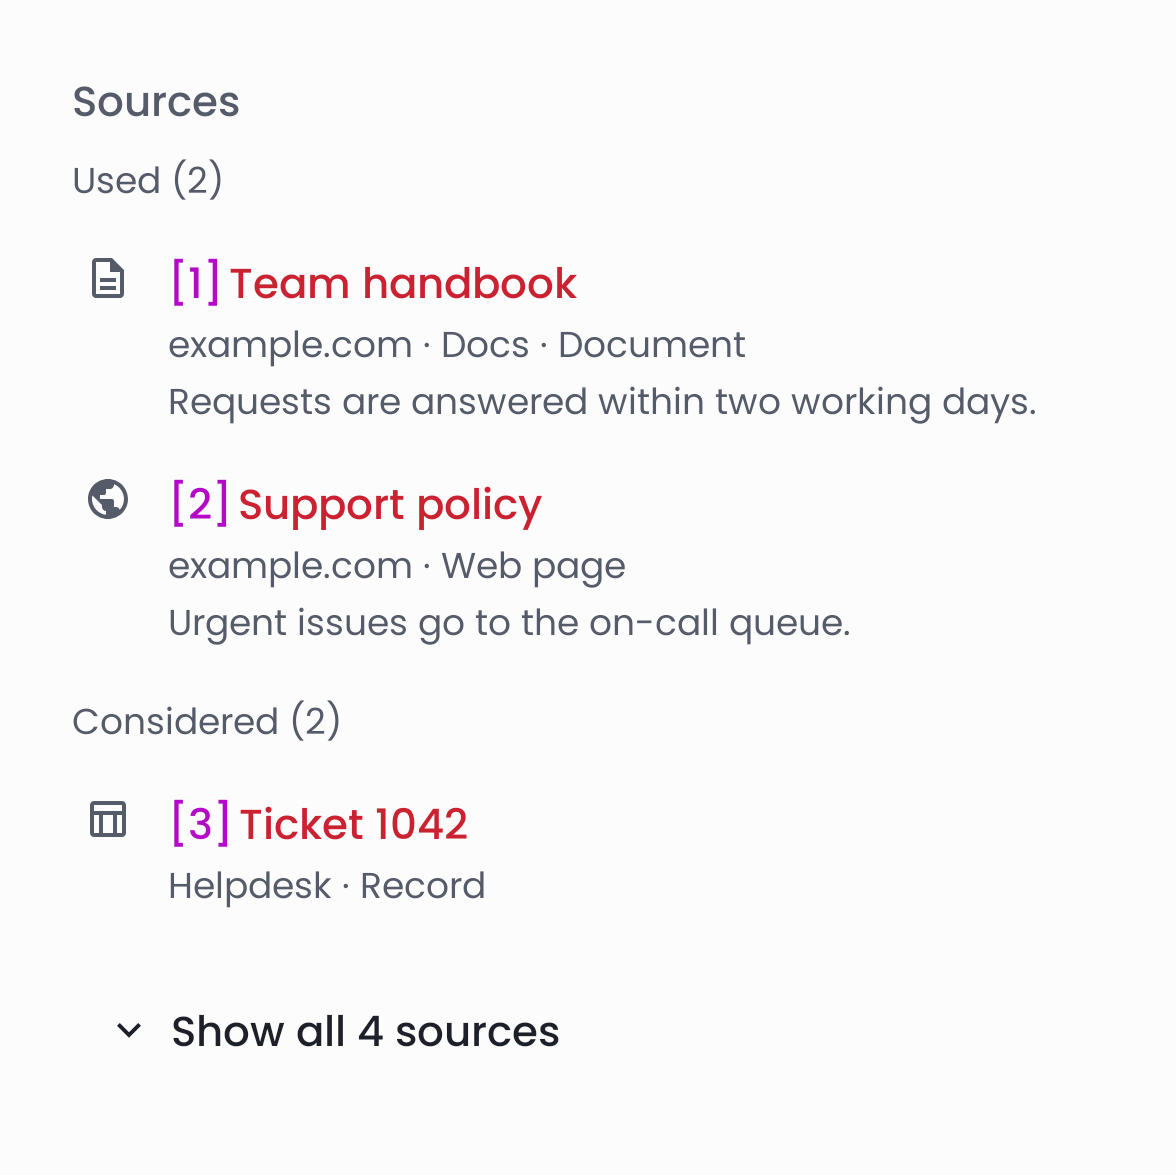 Sources
Used (2)
[1] Team handbook
example.com · Docs · Document
Requests are answered within two working days.
[2] Support policy
example.com · Web page
Urgent issues go to the on-call queue.
Considered (2)
[3] Ticket 1042
Helpdesk · Record
Show all 4 sources